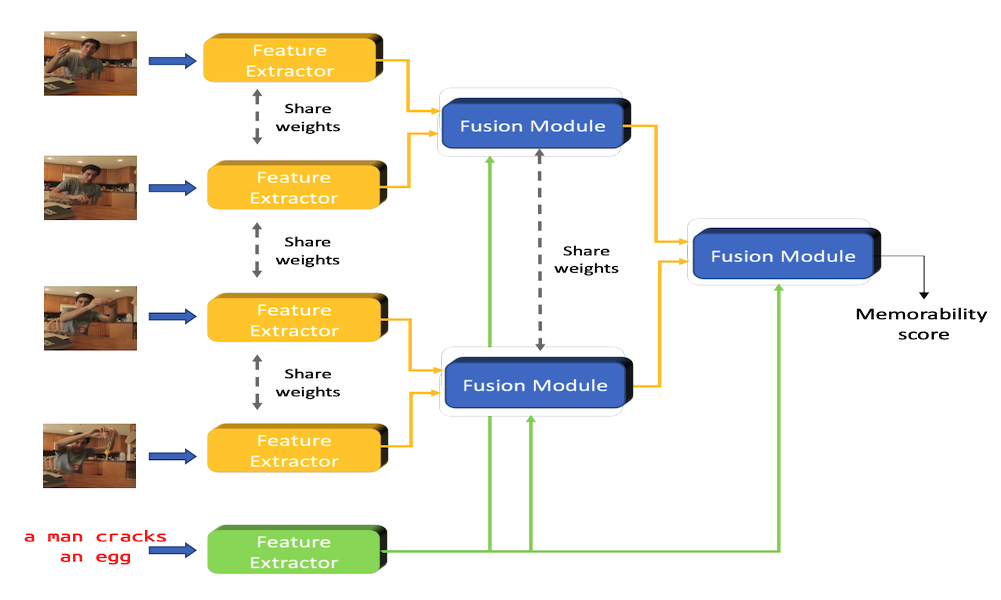 Feature
Extractor
Share
weights
Feature
Extractor
Share
weights
Feature
Extractor
Share
weights
Feature
Extractor
a man cracks
an egg
Feature
Extractor
Fusion Module
Share
weights
Fusion Module
Fusion Module
Memorability
score